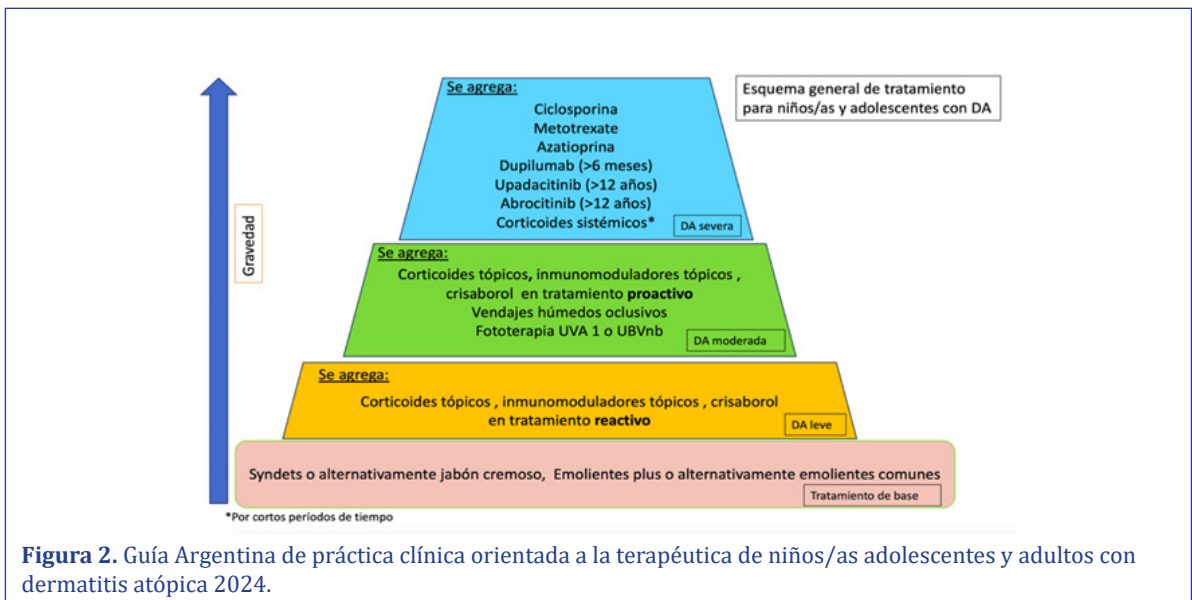 Esquema general de tratamiento
para niños/as y adolescentes con DA
Gravedad
Se agrega:
Ciclosporina
Metotrexate
Azatioprina
Dupilumab (>6 meses)
Upadacitinib (>12 años)
Abrocitinib (>12 años)
Corticoides sistémicos*
DA severa
Se agrega:
Corticoides tópicos, inmunomoduladores tópicos ,
crisaborol en tratamiento proactivo
Vendajes húmedos oclusivos
Fototerapia UVA 1 o UBVnb
DA moderada
Se agrega:
Corticoides tópicos , inmunomoduladores tópicos , crisaborol
en tratamiento reactivo
DA leve
Syndets o alternativamente jabón cremoso, Emolientes plus o alternativamente emolientes comunes
Tratamiento de base
*Por cortos períodos de tiempo
Figura 2. Guía Argentina de práctica clínica orientada a la terapéutica de niños/as adolescentes y adultos con
dermatitis atópica 2024.